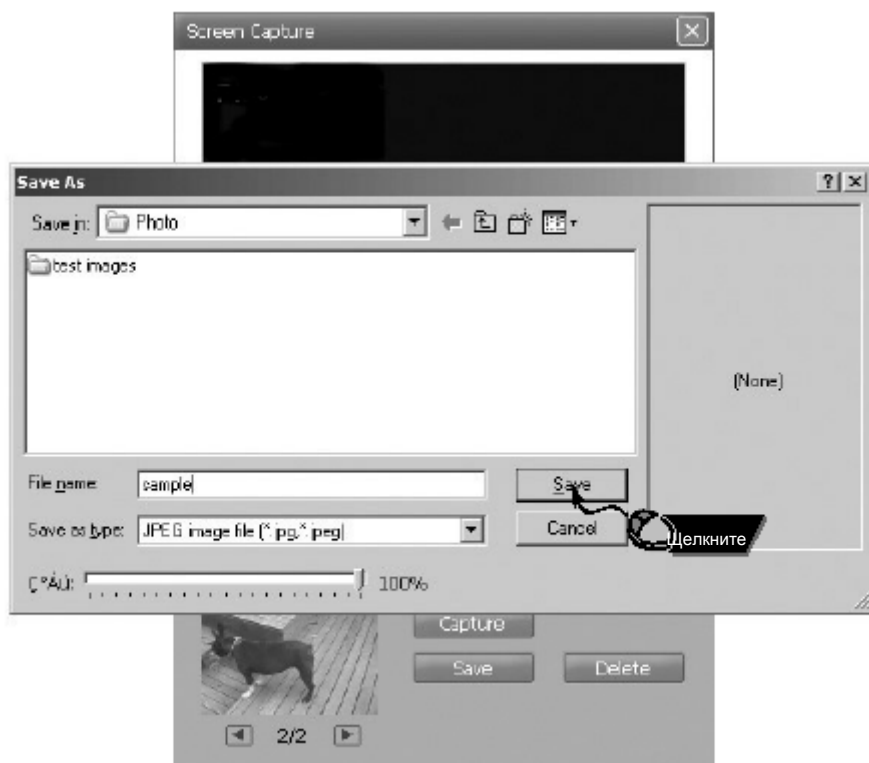 Screen Capture
Save As
Save in: Photo
test images
(None)
File name: sample
Save
Save as type: JPEG image file (*.jpg,*.jpeg)
Cancel
Щелкните
100%
Capture
Save Delete
2/2